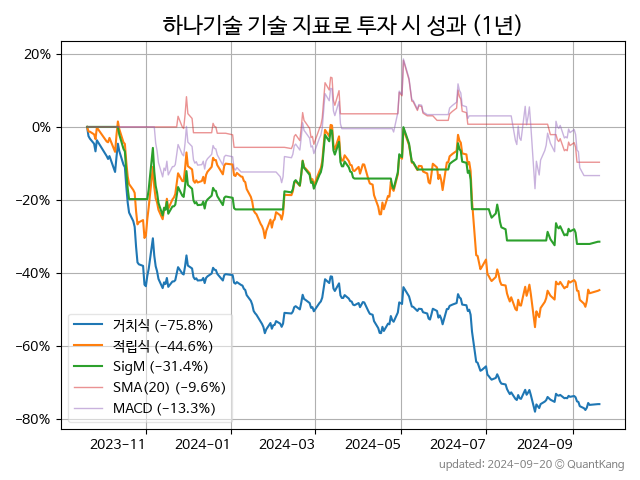 하나기술 기술 지표로 투자 시 성과 (1년)
20%
0%
−20%
−40%
−60%
−80%
거치식 (−75.8%)
적립식 (−44.6%)
SigM (−31.4%)
SMA(20) (−9.6%)
MACD (−13.3%)
2023−11 2024−01 2024−03 2024−05 2024−07 2024−09
updated: 2024−09−20 ⓒ QuantKang